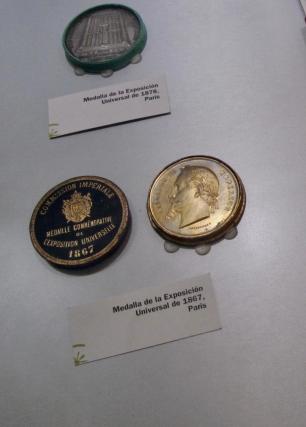 Medalla de la Exposición
Universal de 1878,
París
COMMISSION IMPERIALE
MEDAILLE COMMEMORATIVE
DE
L'EXPOSITION UNIVERSELLE
1867
Medalla de la Exposición
Universal de 1867,
París